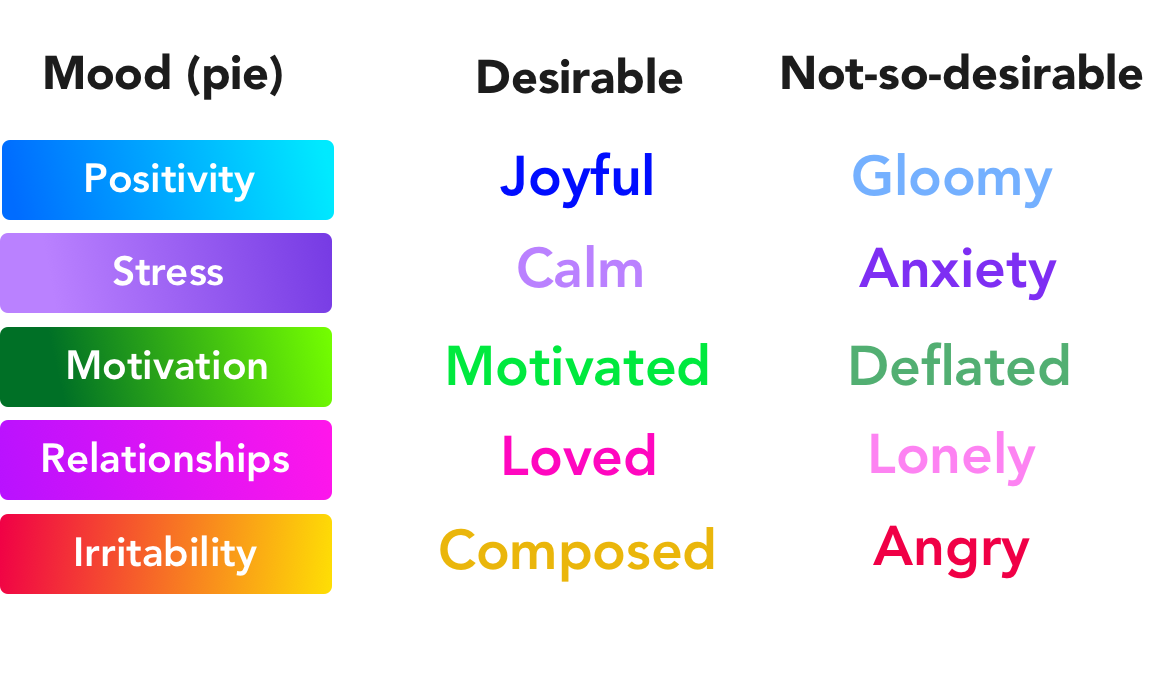 Mood (pie) Desirable Not-so-desirable
Positivity Joyful Gloomy
Stress Calm Anxiety
Motivation Motivated Deflated
Relationships Loved Lonely
Irritability Composed Angry